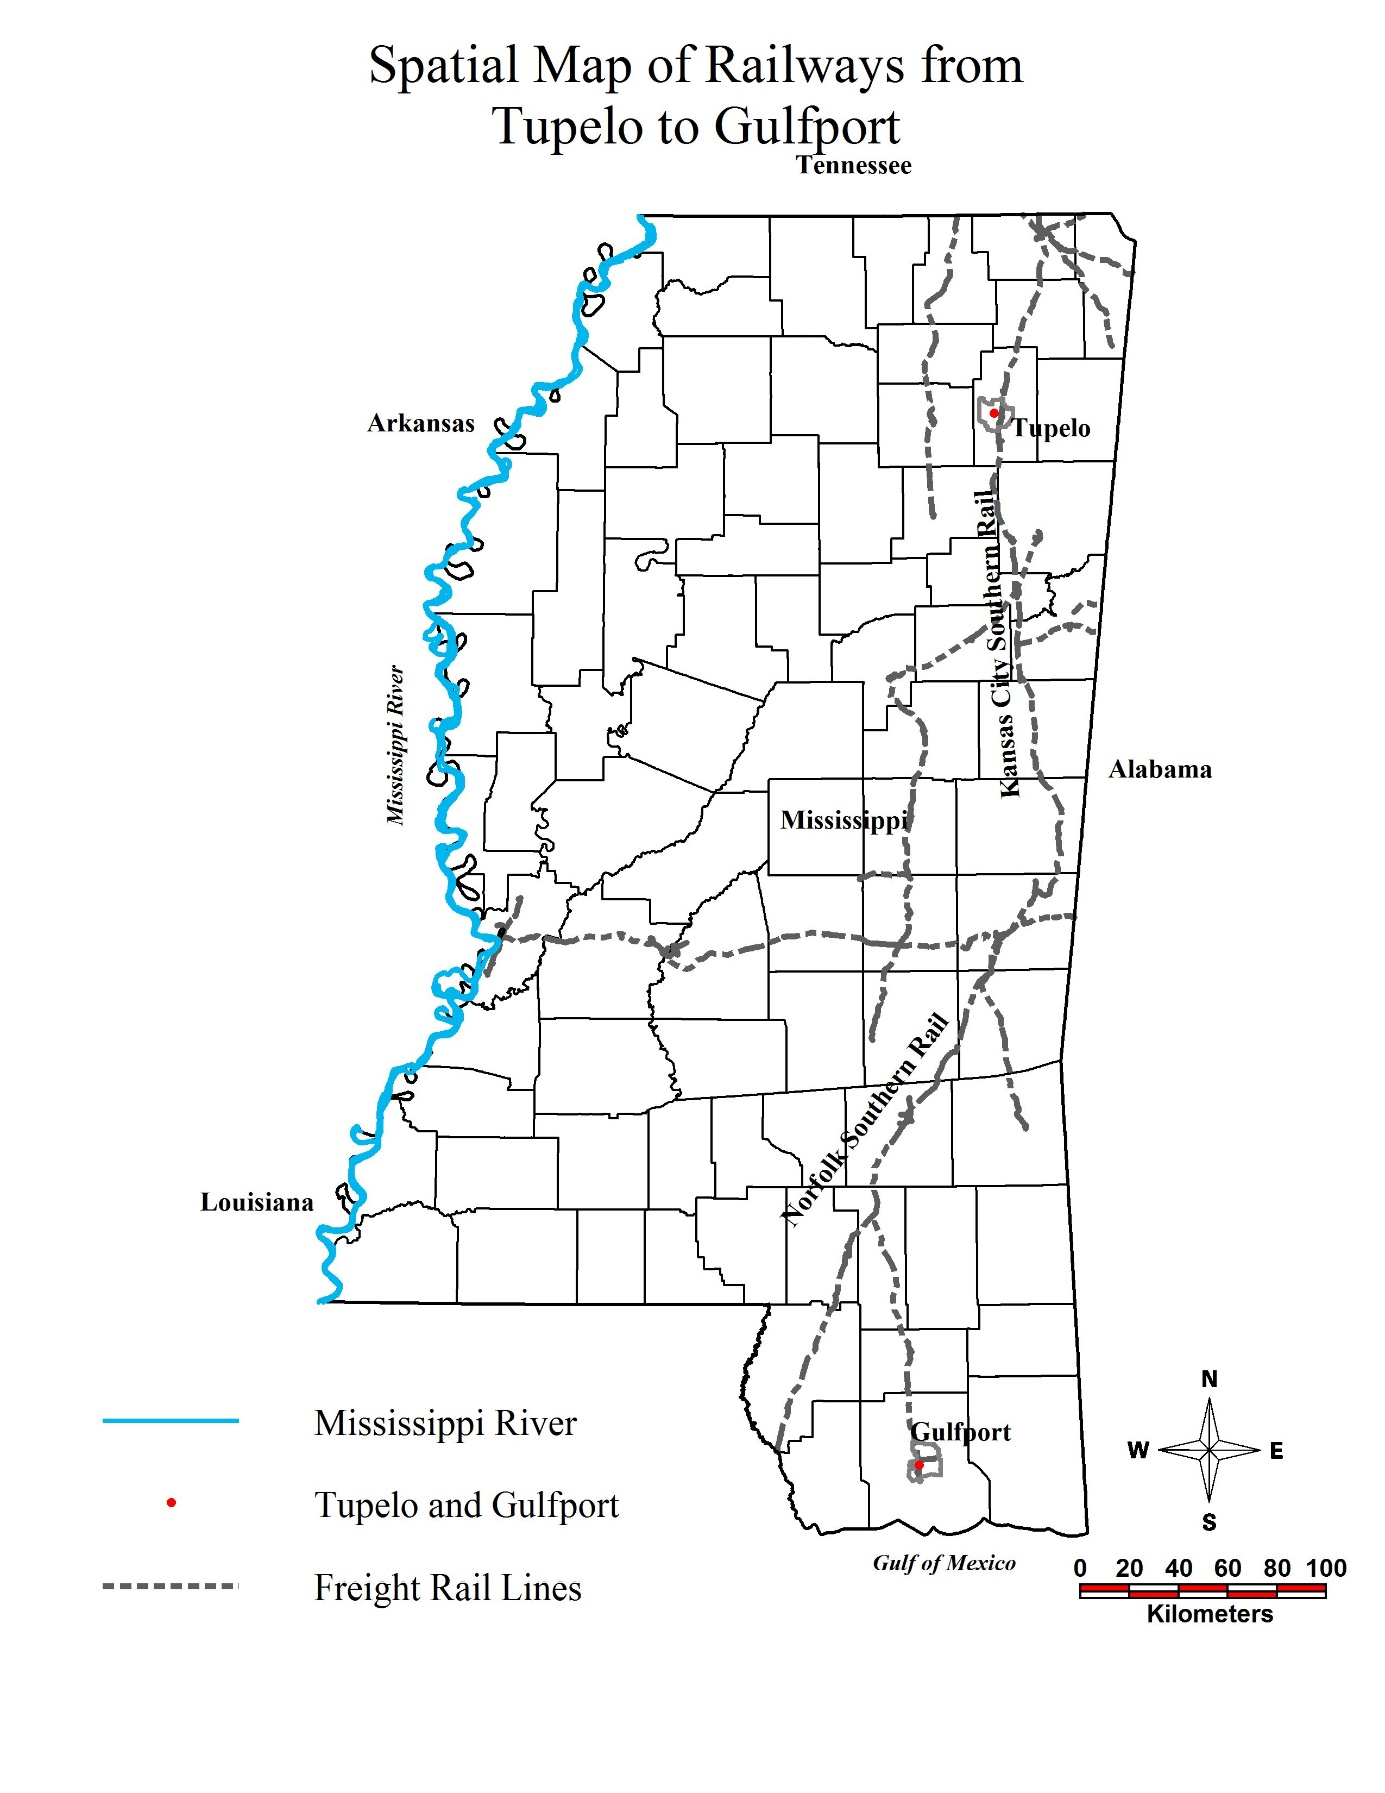 Spatial Map of Railways from
Tupelo to Gulfport
Tennessee
Arkansas
Tupelo
Kansas City Southern Rail
Mississippi River
Alabama
Mississippi
Norfolk Southern Rail
Louisiana
Gulfport
Gulf of Mexico
Mississippi River
Tupelo and Gulfport
Freight Rail Lines
N
W E
S
0 20 40 60 80 100
Kilometers